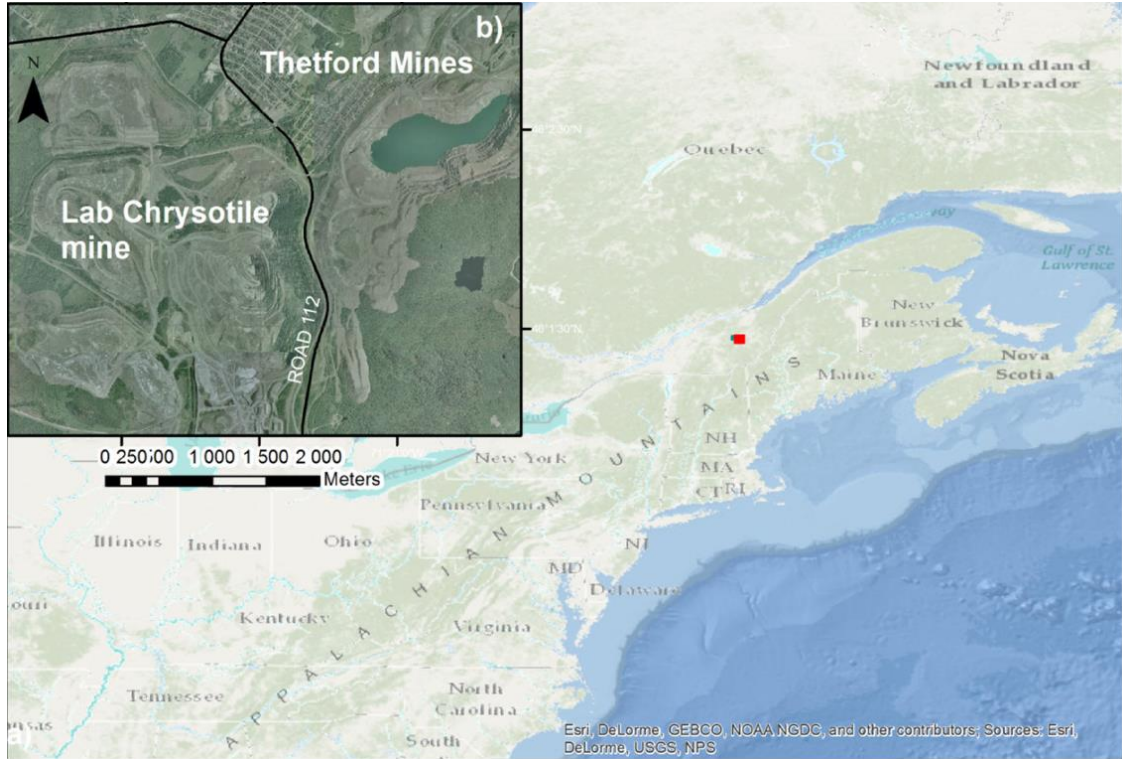 b)
Thetford Mines
N
Lab Chrysotile
mine
ROAD 112
0 250 500 1 000 1 500 2 000
Meters
Newfoundland
and Labrador
Quebec
Gulf of St.
Lawrence
New
Brunswick
Nova
Scotia
Maine
NH
MA
CT RI
New York
Pennsylvania
NJ
MD
Delaware
Illinois
Indiana
Ohio
Kentucky
Virginia
Tennessee
North
Carolina
South
APPALACHIAN MOUNTAINS
a)
Esri, DeLorme, GEBCO, NOAA NGDC, and other contributors; Sources: Esri,
DeLorme, USGS, NPS